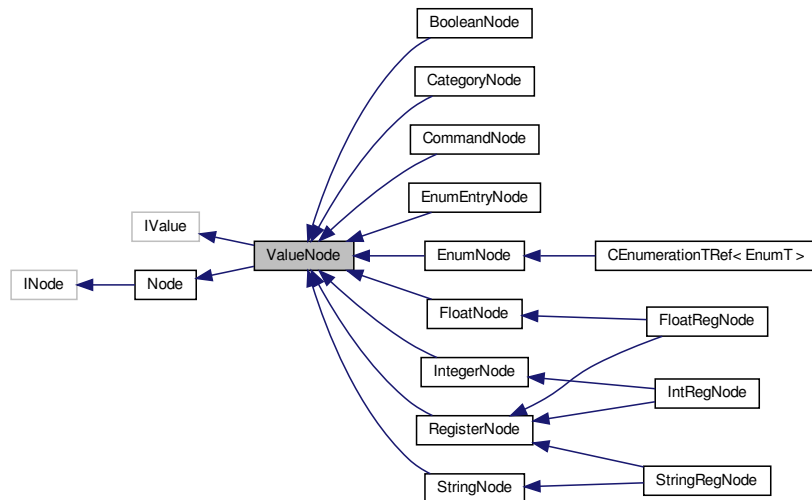 BooleanNode
CategoryNode
CommandNode
EnumEntryNode
IValue
ValueNode
EnumNode
CEnumerationTRef< EnumT >
INode
Node
FloatNode
FloatRegNode
IntegerNode
IntRegNode
RegisterNode
StringRegNode
StringNode